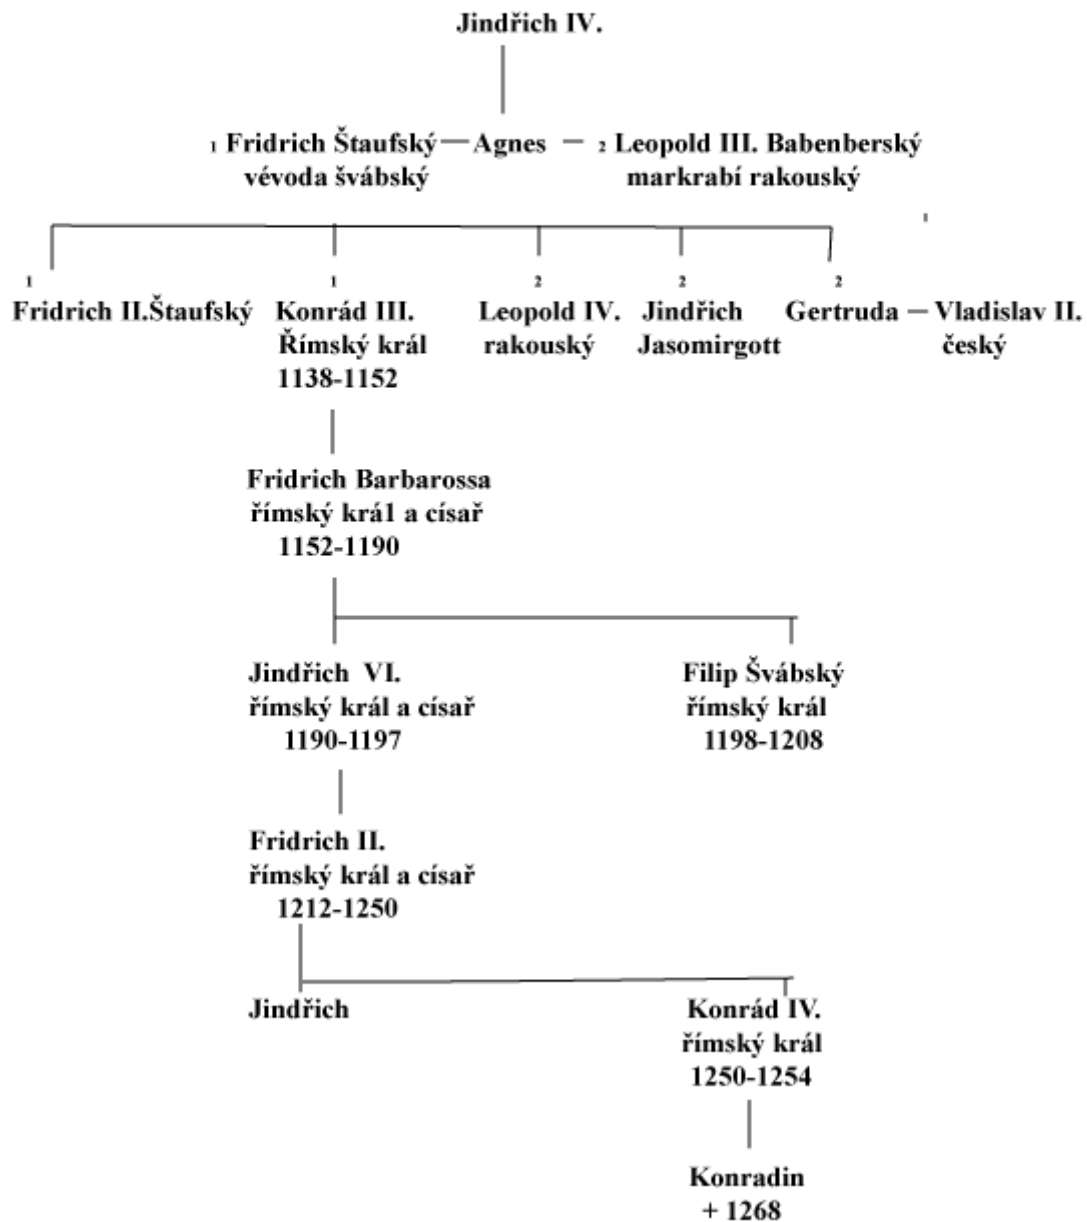 Jindřich IV.
1 Fridrich Štaufský — Agnes — 2 Leopold III. Babenberský
vévoda švábský markrabí rakouský
1 1 2 2 2
Fridrich II.Štaufský Konrád III. Leopold IV. Jindřich Gertruda — Vladislav II.
Římský král rakouský Jasomirgott český
1138-1152
Fridrich Barbarossa
římský krá1 a císař
1152-1190
Jindřich VI. Filip Švábský
římský král a císař římský král
1190-1197 1198-1208
Fridrich II.
římský král a císař
1212-1250
Jindřich Konrád IV.
římský král
1250-1254
Konradin
+ 1268